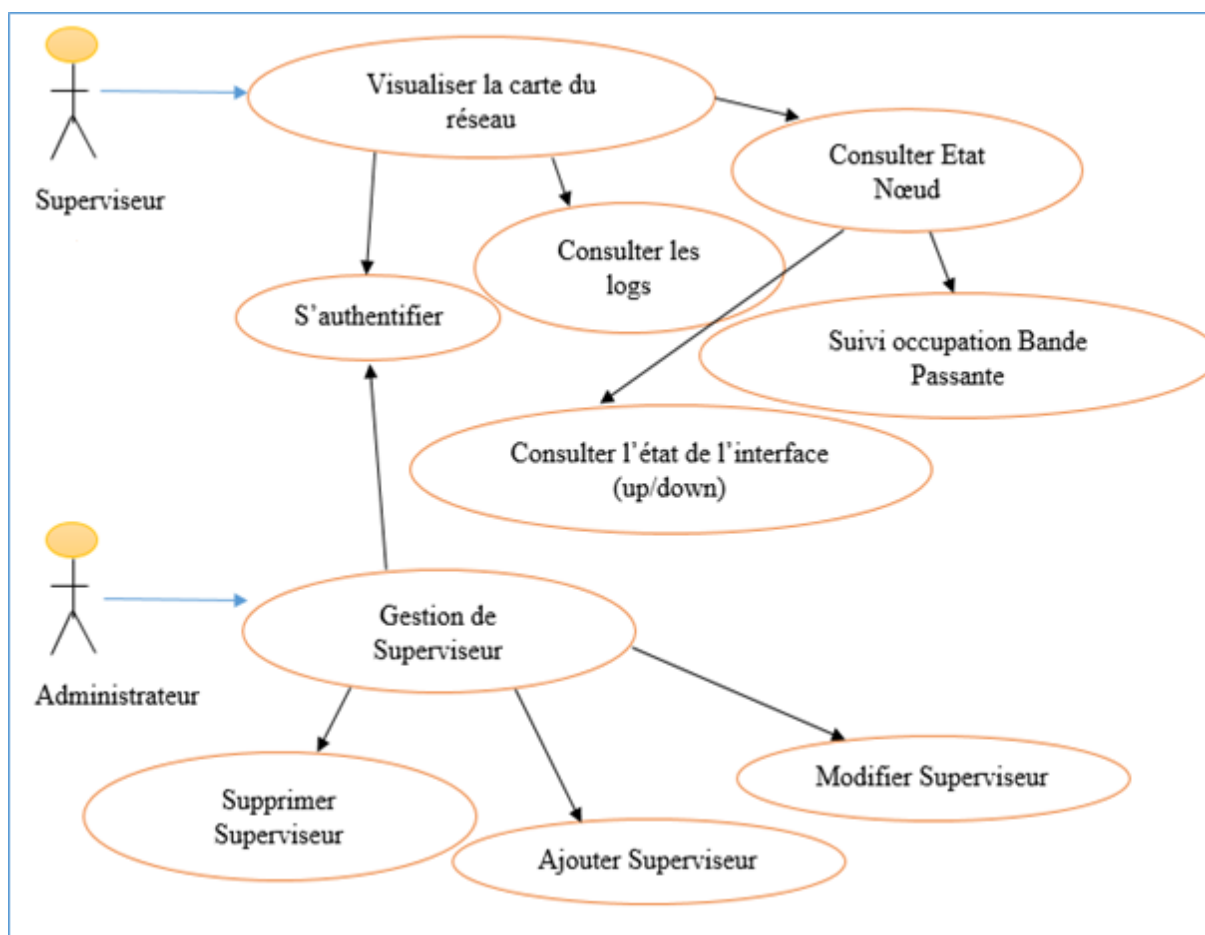 Visualiser la carte du
réseau
Consulter Etat
Nœud
Superviseur
Consulter les
logs
S’authentifier
Suivi occupation Bande
Passante
Consulter l’état de l’interface
(up/down)
Gestion de
Superviseur
Administrateur
Modifier Superviseur
Supprimer
Superviseur
Ajouter Superviseur